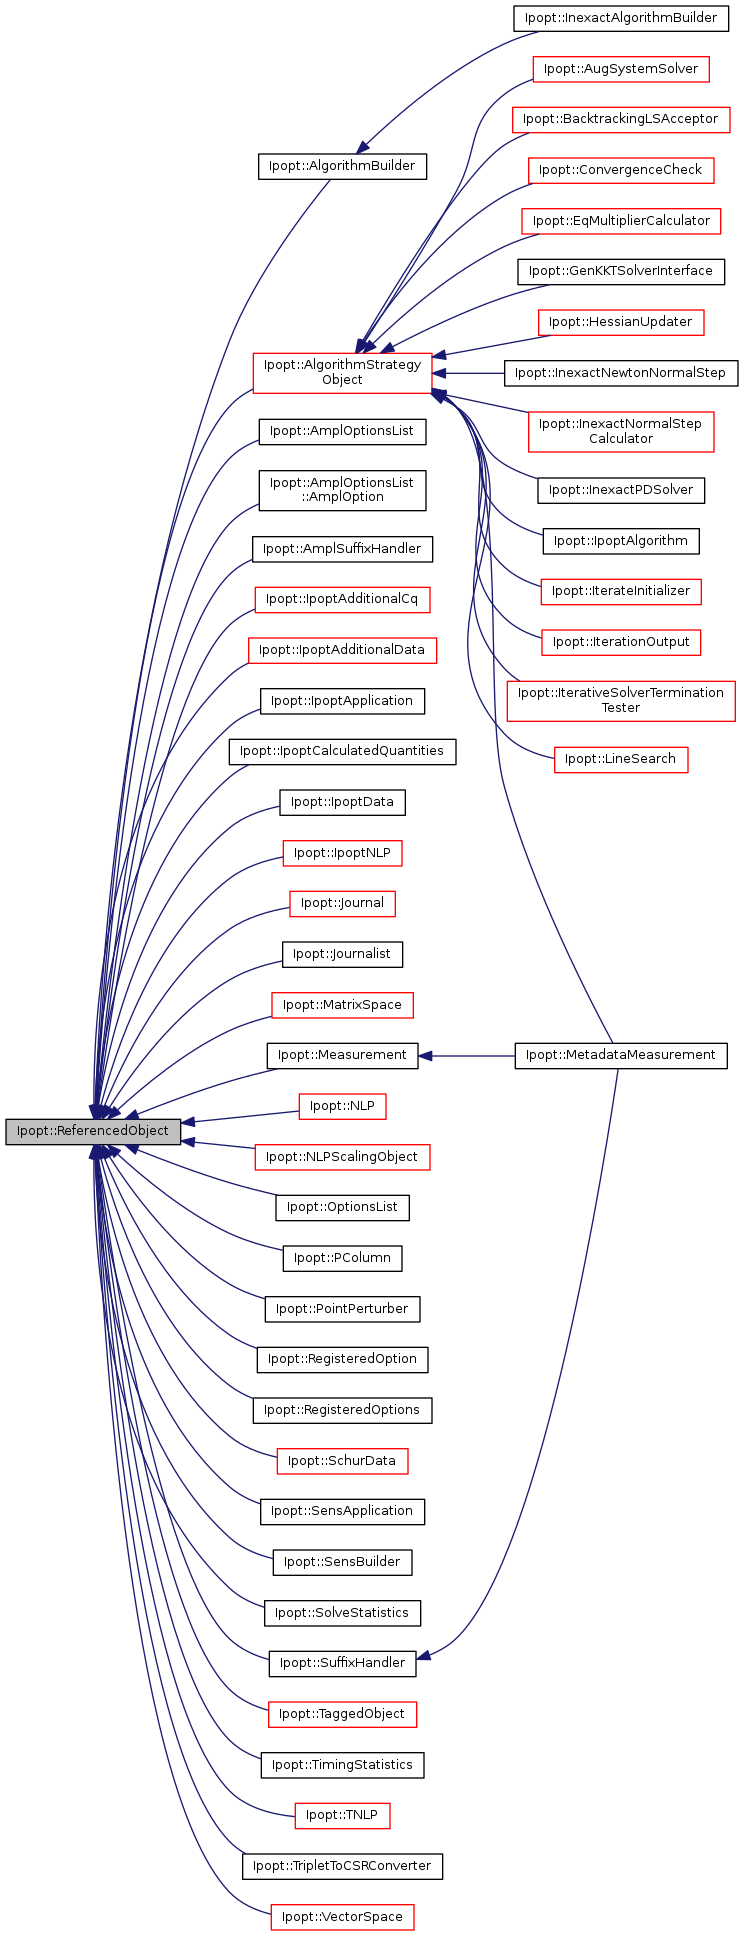 Ipopt::InexactAlgorithmBuilder
Ipopt::AugSystemSolver
Ipopt::BacktrackingLSAcceptor
Ipopt::AlgorithmBuilder
Ipopt::ConvergenceCheck
Ipopt::EqMultiplierCalculator
Ipopt::GenKKTSolverInterface
Ipopt::HessianUpdater
Ipopt::AlgorithmStrategy
Object
Ipopt::InexactNewtonNormalStep
Ipopt::InexactNormalStep
Calculator
Ipopt::AmplOptionsList
Ipopt::AmplOptionsList
::AmplOption
Ipopt::InexactPDSolver
Ipopt::IpoptAlgorithm
Ipopt::AmplSuffixHandler
Ipopt::IterateInitializer
Ipopt::IpoptAdditionalCq
Ipopt::IterationOutput
Ipopt::IpoptAdditionalData
Ipopt::IterativeSolverTermination
Tester
Ipopt::IpoptApplication
Ipopt::IpoptCalculatedQuantities
Ipopt::LineSearch
Ipopt::IpoptData
Ipopt::IpoptNLP
Ipopt::Journal
Ipopt::Journalist
Ipopt::MatrixSpace
Ipopt::Measurement
Ipopt::MetadataMeasurement
Ipopt::NLP
Ipopt::ReferencedObject
Ipopt::NLPScalingObject
Ipopt::OptionsList
Ipopt::PColumn
Ipopt::PointPerturber
Ipopt::RegisteredOption
Ipopt::RegisteredOptions
Ipopt::SchurData
Ipopt::SensApplication
Ipopt::SensBuilder
Ipopt::SolveStatistics
Ipopt::SuffixHandler
Ipopt::TaggedObject
Ipopt::TimingStatistics
Ipopt::TNLP
Ipopt::TripletToCSRConverter
Ipopt::VectorSpace